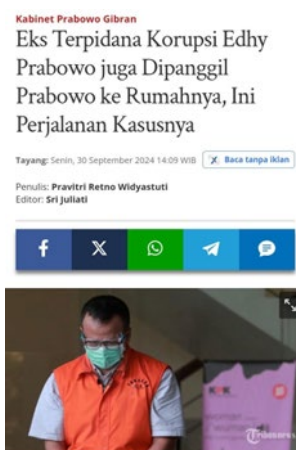 Kabinet Prabowo Gibran
Eks Terpidana Korupsi Edhy
Prabowo juga Dipanggil
Prabowo ke Rumahnya, Ini
Perjalanan Kasusnya
Tayang: Senin, 30 September 2024 14:09 WIB
Baca tanpa iklan
Penulis: Pravitri Retno Widyastuti
Editor: Sri Juliati
Tribunnews